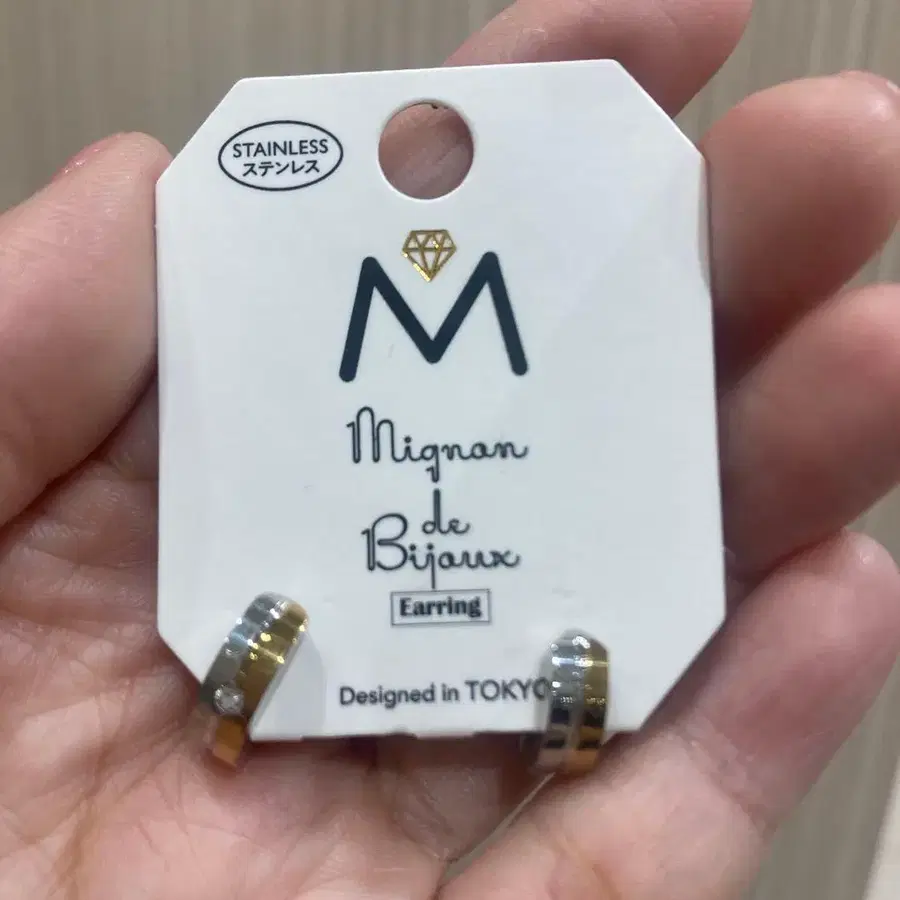 STAINLESS
ステンレス
M
Mignon
de
Bijoux
Earring
Designed in TOKYO